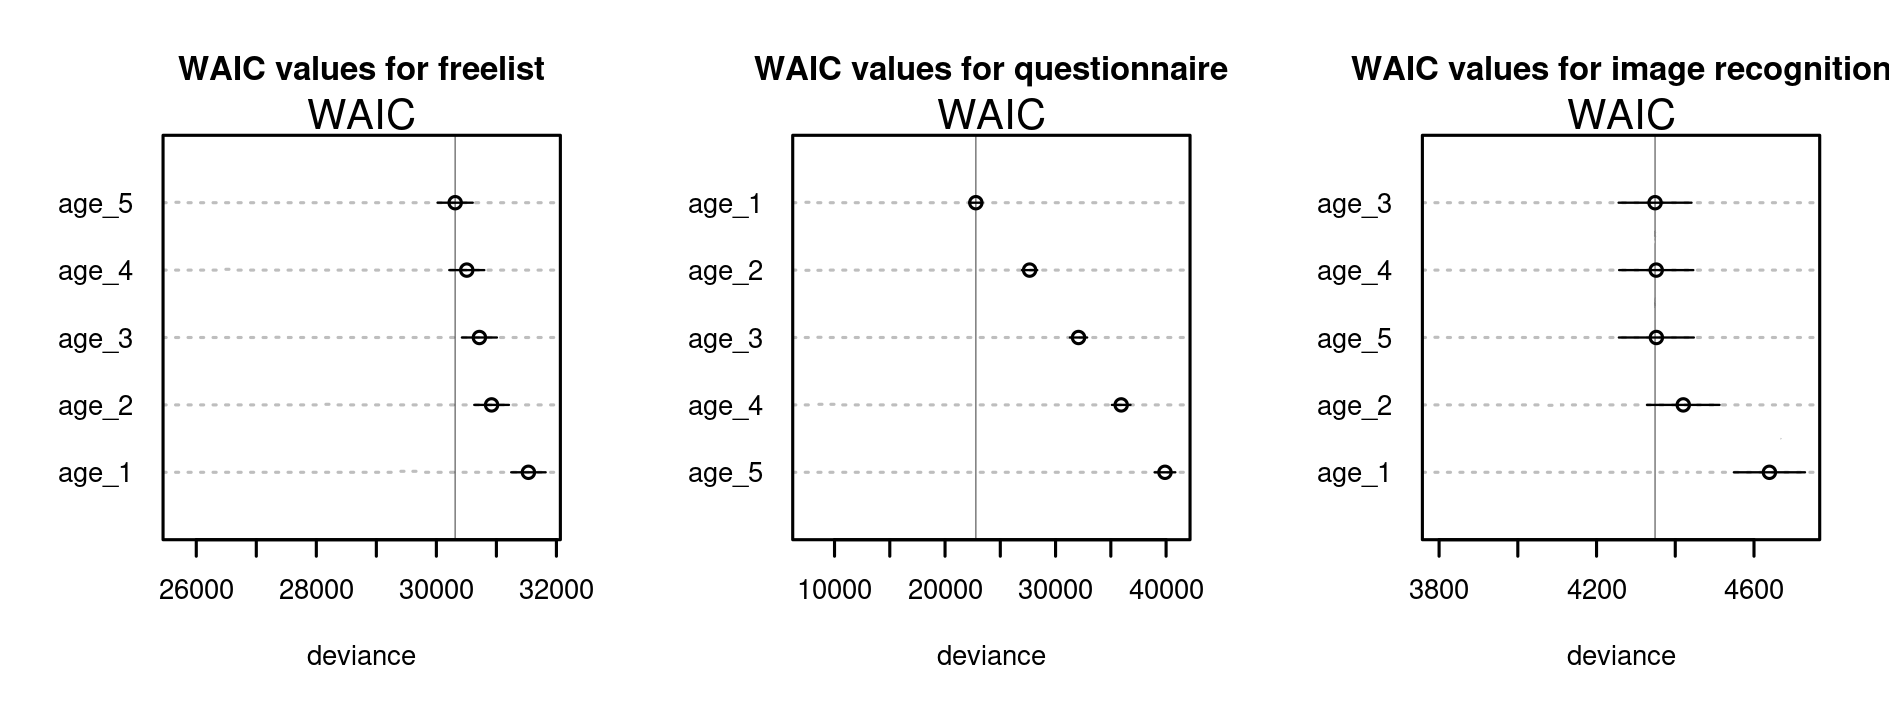 WAIC values for freelist
WAIC
age_5
age_4
age_3
age_2
age_1
26000 28000 30000 32000
deviance
WAIC values for questionnaire
WAIC
age_1
age_2
age_3
age_4
age_5
10000 20000 30000 40000
deviance
WAIC values for image recognition
WAIC
age_3
age_4
age_5
age_2
age_1
3800 4200 4600
deviance